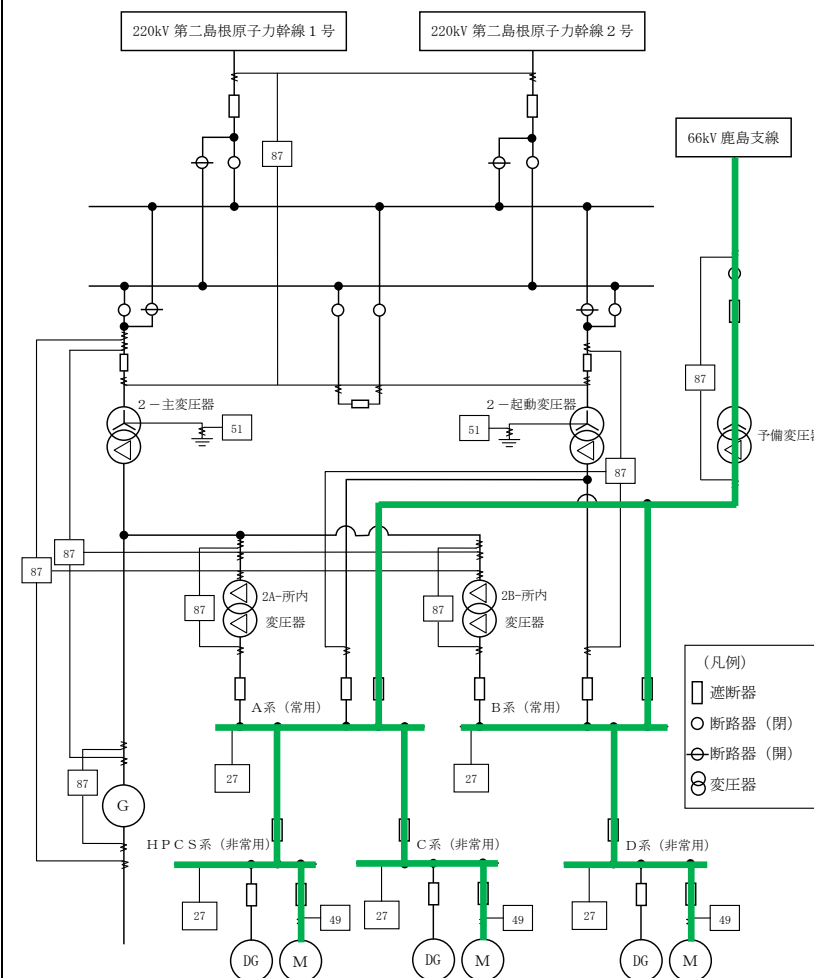 220kV 第二島根原子力幹線１号
220kV 第二島根原子力幹線２号
66kV 鹿島支線
87
87
２－主変圧器
51
２－起動変圧器
51
予備変圧器
87
87
87
87
2A-所内
変圧器
87
2B-所内
変圧器
87
(凡例)
遮断器
断路器（閉）
断路器（開）
変圧器
A系（常用）
B系（常用）
27
27
G
ＨＰＣＳ系（非常用）
C系（非常用）
D系（非常用）
27
49
27
49
27
49
DG
M
DG
M
DG
M